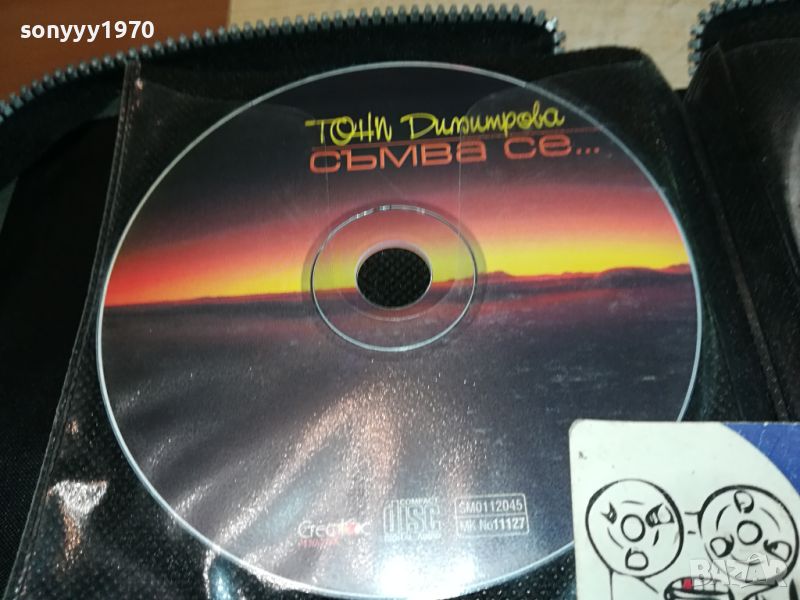 sonyyy1970
Тони Димитрова
СЪМВА СЕ...
COMPACT
disc
DIGITAL AUDIO
SM0112045
MK No11127